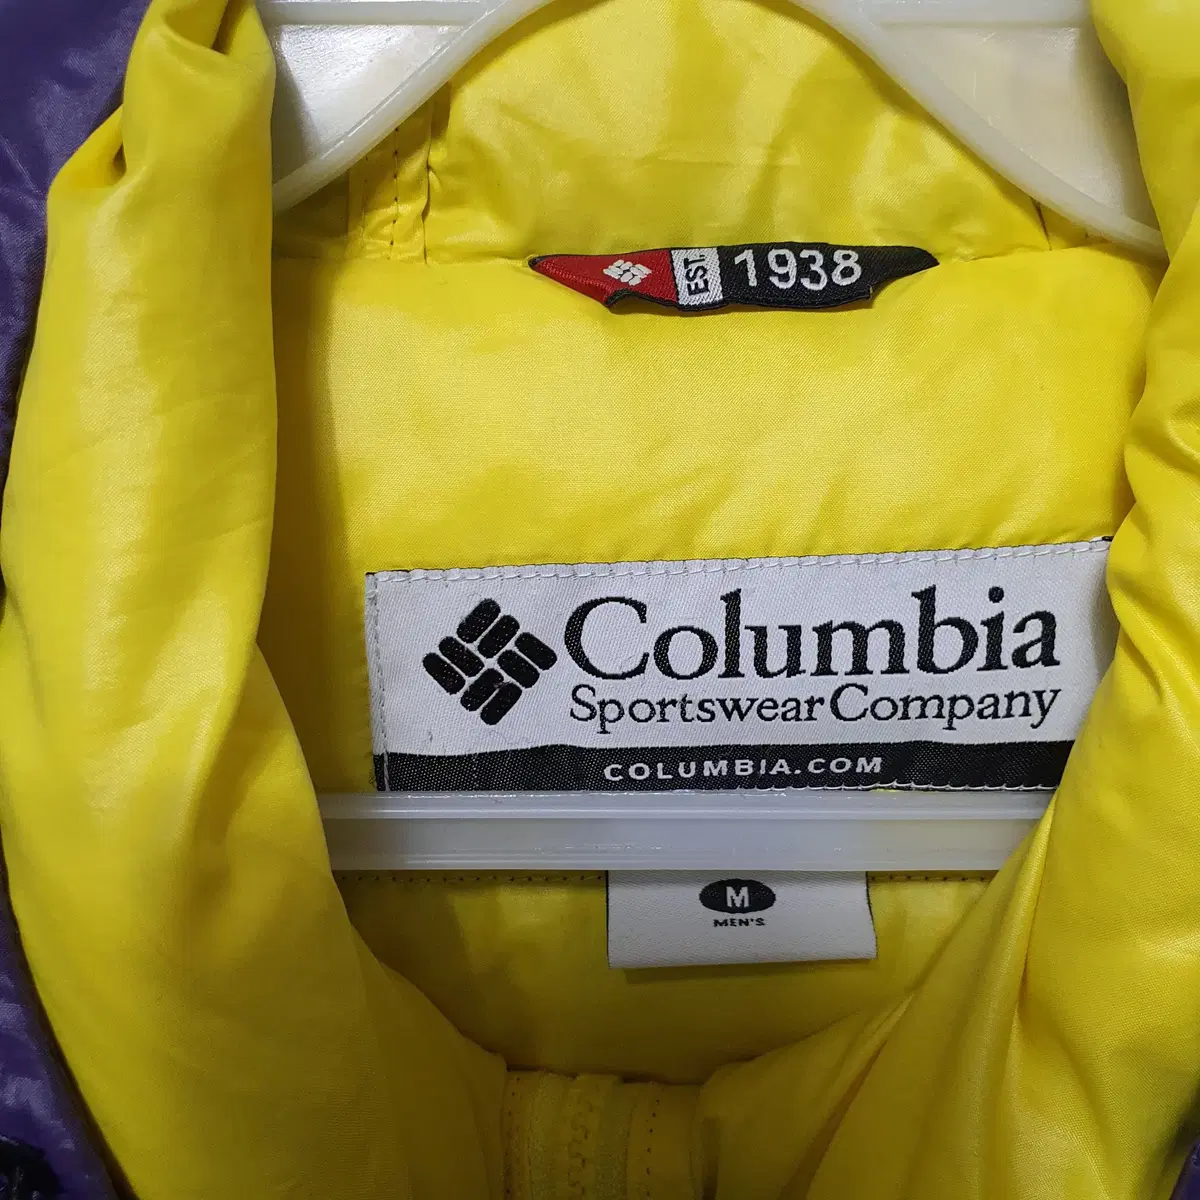 EST. 1938
Columbia
Sportswear Company
COLUMBIA.COM
M
MEN'S